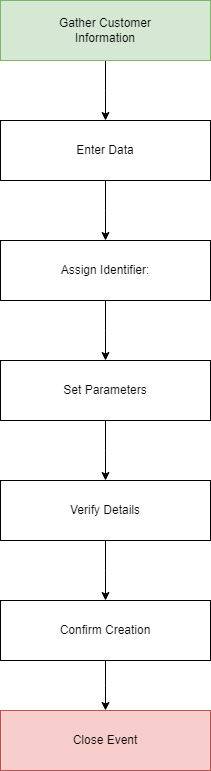 Gather Customer
Information
Enter Data
Assign Identifier:
Set Parameters
Verify Details
Confirm Creation
Close Event